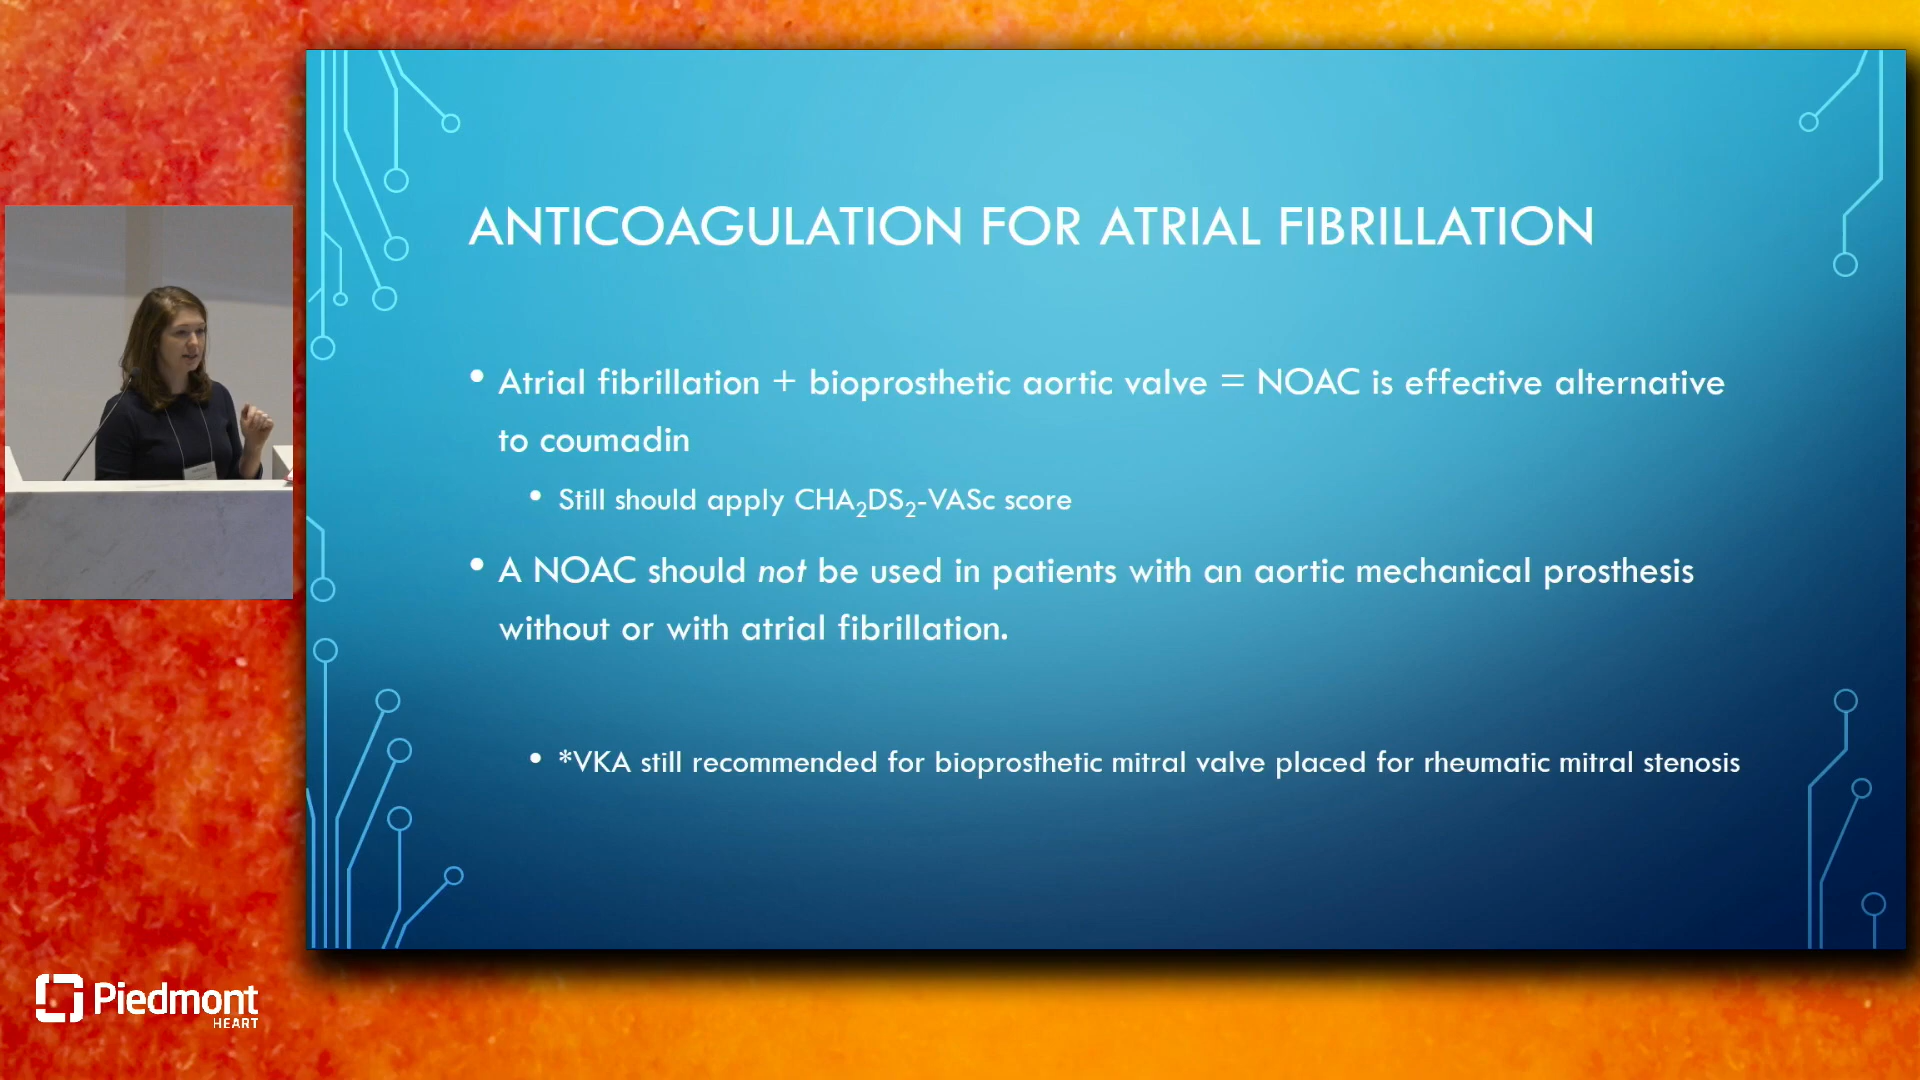 ANTICOAGULATION FOR ATRIAL FIBRILLATION
• Atrial fibrillation + bioprosthetic aortic valve = NOAC is effective alternative
to coumadin
• Still should apply CHA₂DS₂-VASc score
• A NOAC should not be used in patients with an aortic mechanical prosthesis
without or with atrial fibrillation.
• *VKA still recommended for bioprosthetic mitral valve placed for rheumatic mitral stenosis
Piedmont
HEART